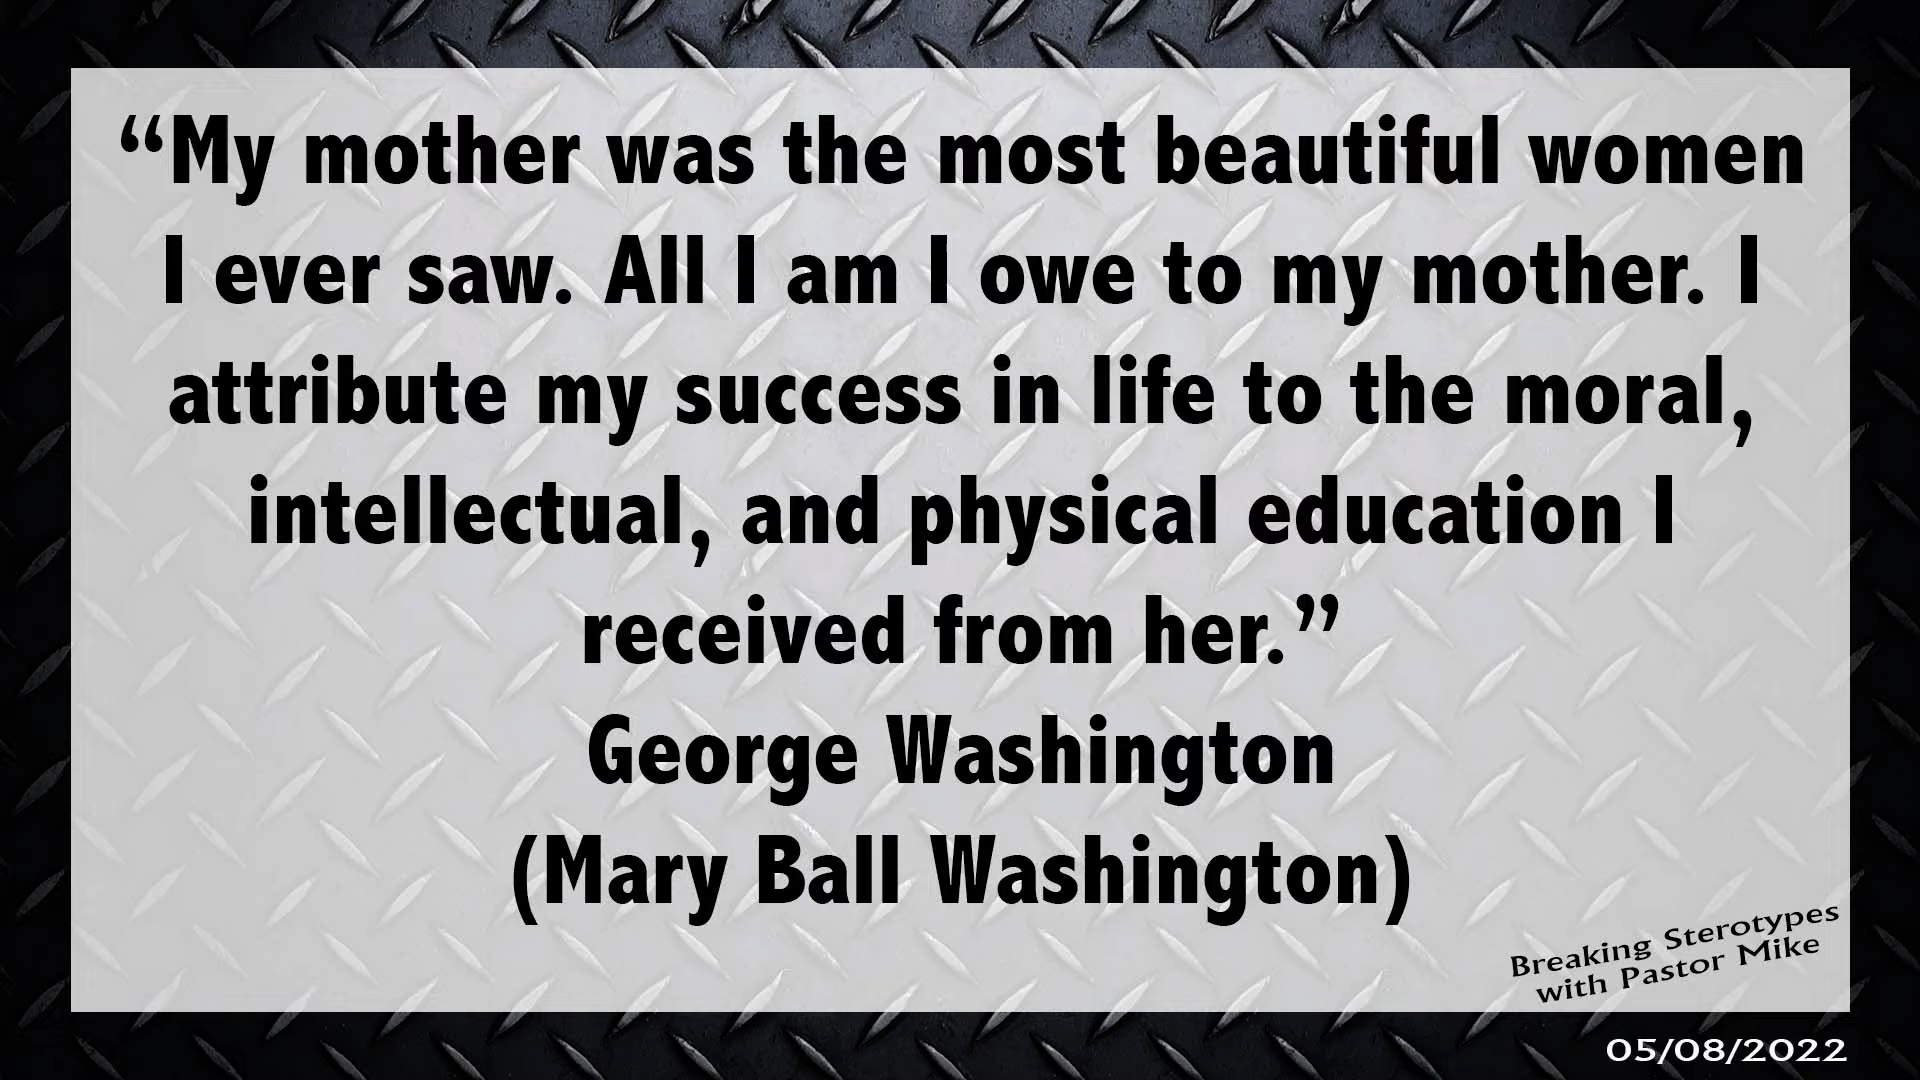 “My mother was the most beautiful women
I ever saw. All I am I owe to my mother. I
attribute my success in life to the moral,
intellectual, and physical education I
received from her.”
George Washington
(Mary Ball Washington)
Breaking Sterotypes
with Pastor Mike
05/08/2022